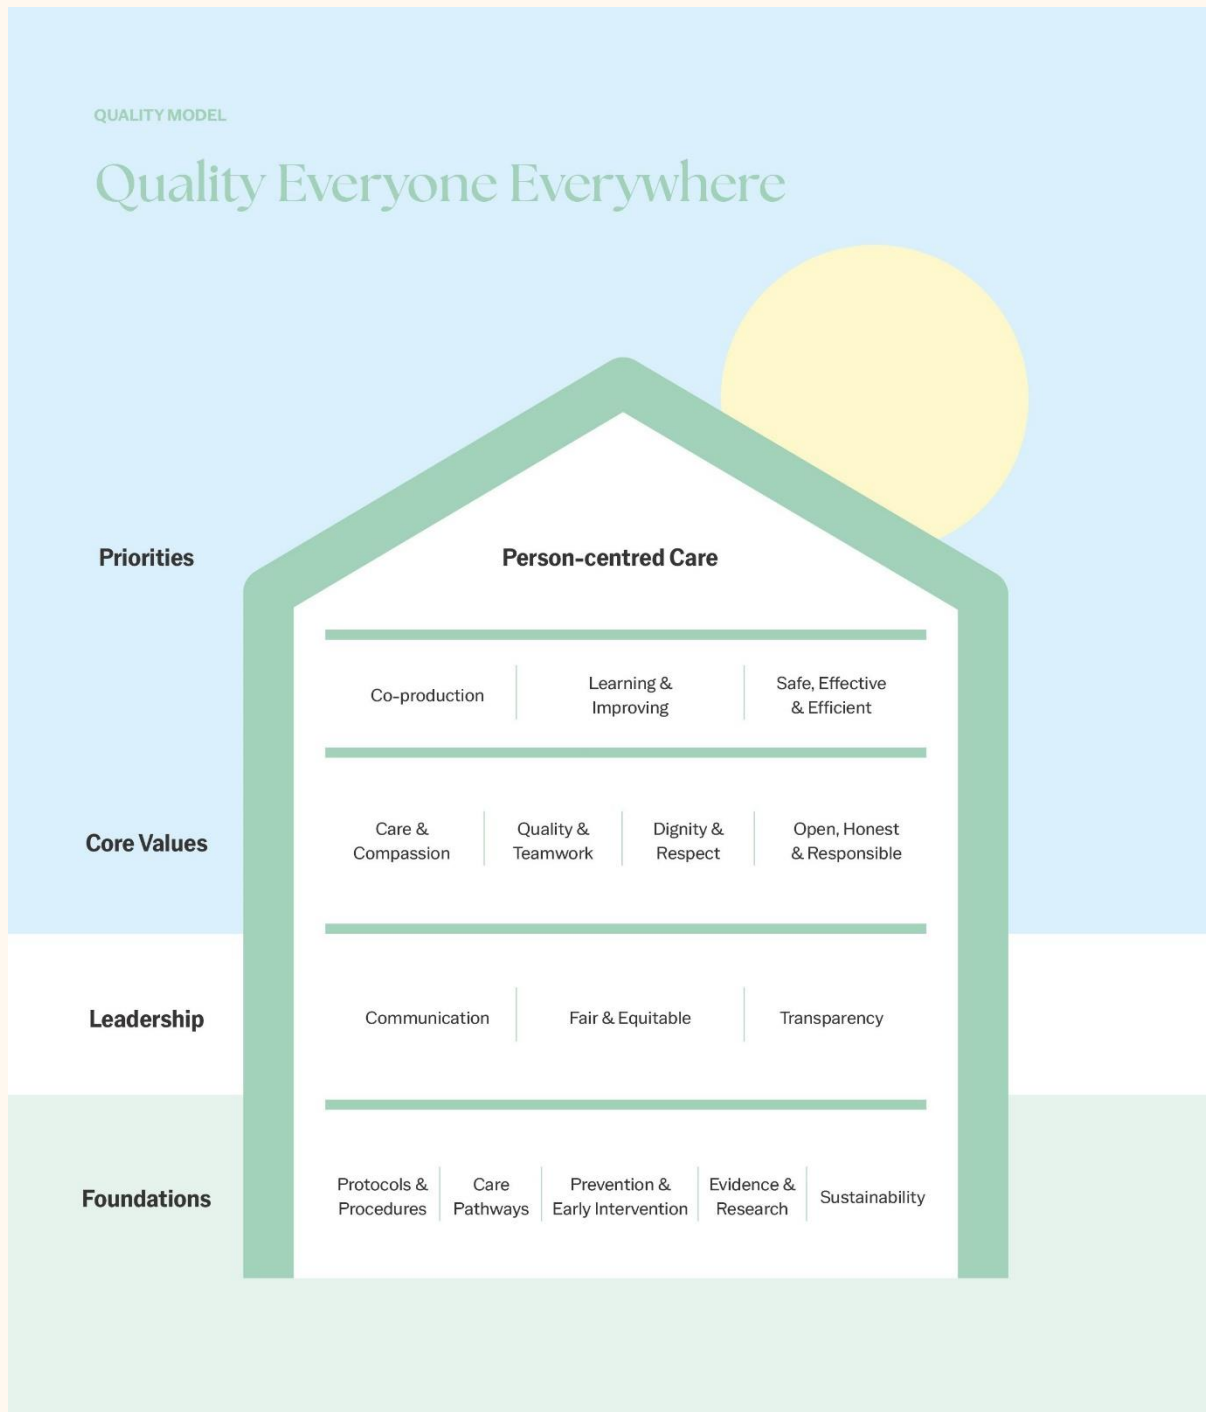 QUALITY MODEL
Quality Everyone Everywhere
Priorities
Person-centred Care
Co-production
Learning &
Improving
Safe, Effective
& Efficient
Core Values
Care &
Compassion
Quality &
Teamwork
Dignity &
Respect
Open, Honest
& Responsible
Leadership
Communication
Fair & Equitable
Transparency
Foundations
Protocols &
Procedures
Care
Pathways
Prevention &
Early Intervention
Evidence &
Research
Sustainability